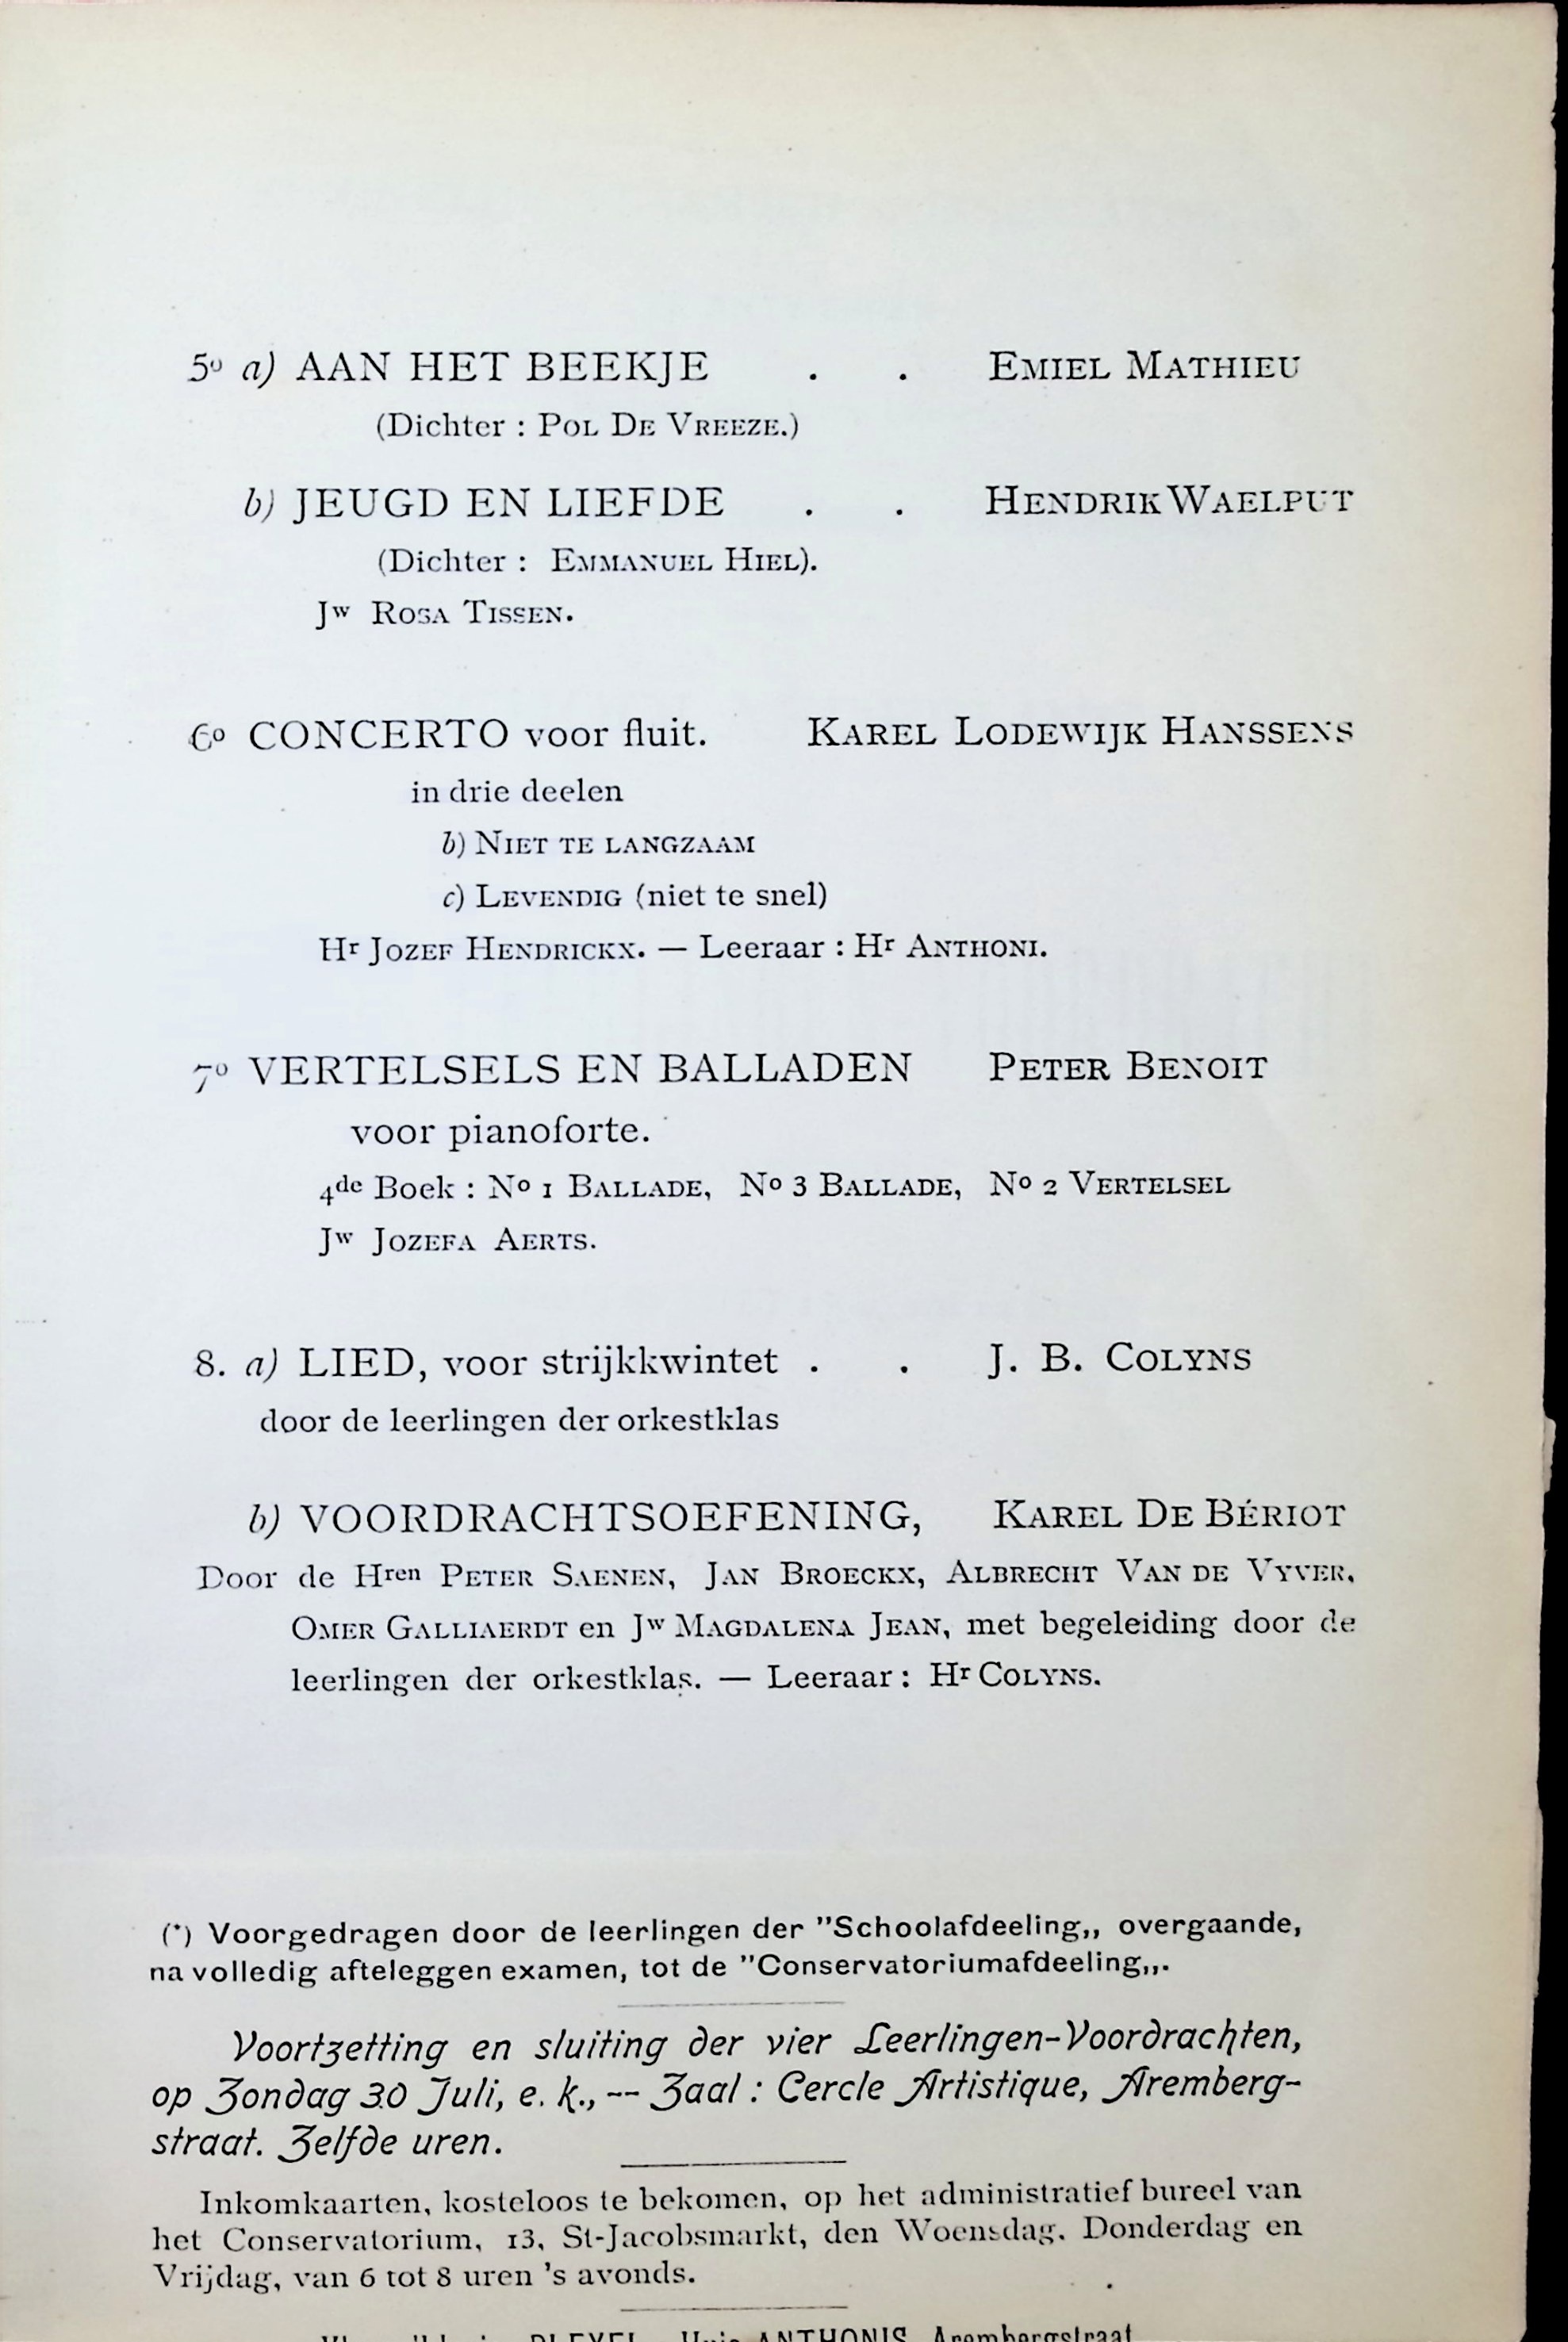 5o a) AAN HET BEEKJE . . EMIEL MATHIEU
(Dichter : POL DE VREEZE.)
b) JEUGD EN LIEFDE . . HENDRIK WAELPUT
(Dichter : EMMANUEL HIEL).
Jw ROSA TISSEN.
6o CONCERTO voor fluit. KAREL LODEWIJK HANSSENS
in drie deelen
b) NIET TE LANGZAAM
c) LEVENDIG (niet te snel)
Hr JOZEF HENDRICKX. — Leeraar : Hr ANTHONI.
7o VERTELSELS EN BALLADEN PETER BENOIT
voor pianoforte.
4de Boek : No 1 BALLADE, No 3 BALLADE, No 2 VERTELSEL
Jw JOZEFA AERTS.
8. a) LIED, voor strijkkwintet . . J. B. COLYNS
door de leerlingen der orkestklas
b) VOORDRACHTSOEFENING, KAREL DE BÉRIOT
Door de Hren PETER SAENEN, JAN BROECKX, ALBRECHT VAN DE VYVER,
OMER GALLIAERDT en Jw MAGDALENA JEAN, met begeleiding door de
leerlingen der orkestklas. — Leeraar : Hr COLYNS.
(*) Voorgedragen door de leerlingen der "Schoolafdeeling,, overgaande,
na volledig afteleggen examen, tot de "Conservatoriumafdeeling,,.
Voortzetting en sluiting der vier Leerlingen-Voordrachten,
op Zondag 30 Juli, e. k., -- Zaal : Cercle Artistique, Aremberg-
straat. Zelfde uren.
Inkomkaarten, kosteloos te bekomen, op het administratief bureel van
het Conservatorium, 13, St-Jacobsmarkt, den Woensdag, Donderdag en
Vrijdag, van 6 tot 8 uren 's avonds.
PLEYEL Huis ANTHONIS, Arembergstraat